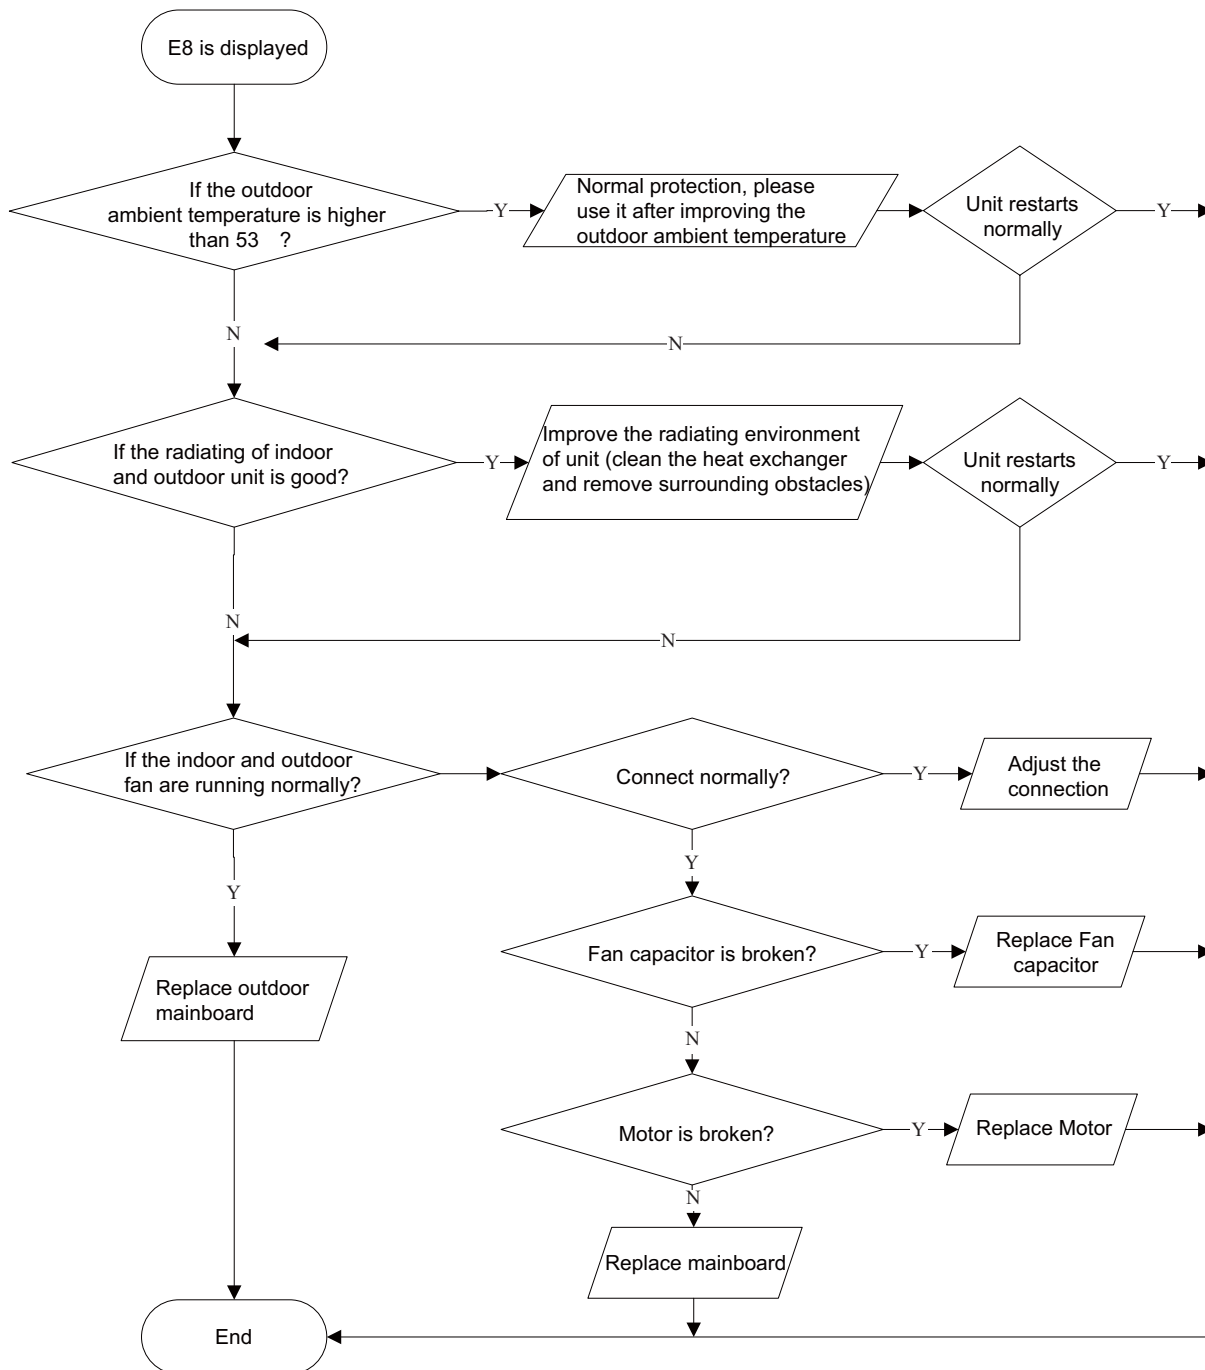 E8 is displayed
If the outdoor
ambient temperature is higher
than 53 ?
Y
Normal protection, please
use it after improving the
outdoor ambient temperature
Unit restarts
normally
Y
N
N
If the radiating of indoor
and outdoor unit is good?
Y
Improve the radiating environment
of unit (clean the heat exchanger
and remove surrounding obstacles)
Unit restarts
normally
Y
N
N
If the indoor and outdoor
fan are running normally?
Connect normally?
Y
Adjust the
connection
Y
Y
Fan capacitor is broken?
Y
Replace Fan
capacitor
Replace outdoor
mainboard
N
Motor is broken?
Y
Replace Motor
N
Replace mainboard
End